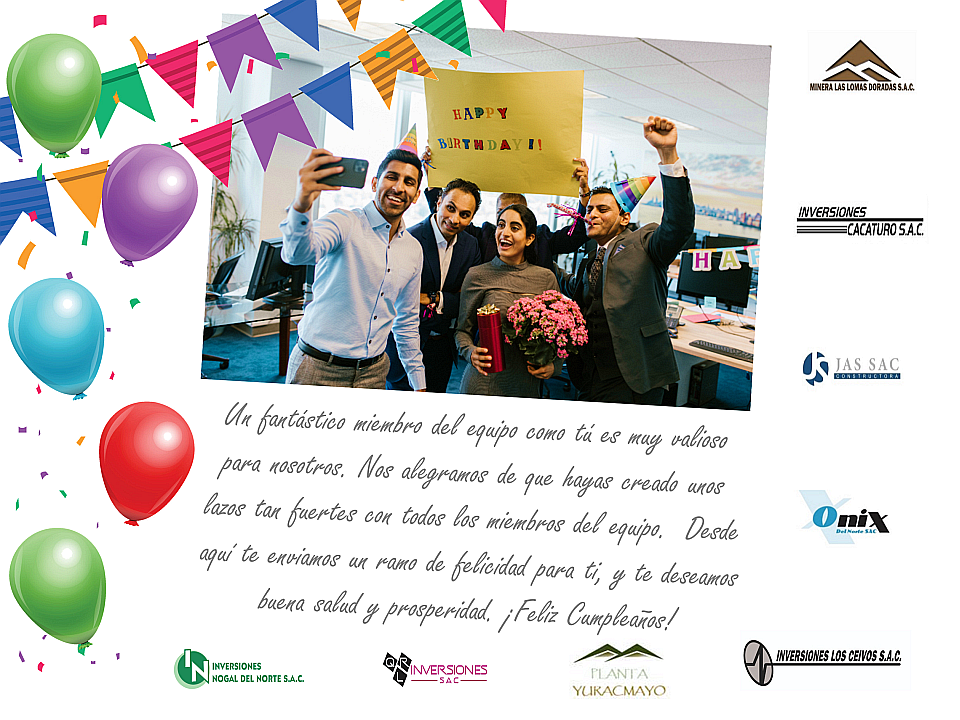 HAPPY
BIRTHDAY!!
HA
MINERA LAS LOMAS DORADAS S.A.C.
INVERSIONES
CACATURO S.A.C.
JAS SAC
CONSTRUCTORA
Onix
Del Norte SAC
Un fantástico miembro del equipo como tú es muy valioso
para nosotros. Nos alegramos de que hayas creado unos
lazos tan fuertes con todos los miembros del equipo. Desde
aquí te enviamos un ramo de felicidad para ti, y te deseamos
buena salud y prosperidad. ¡Feliz Cumpleaños!
IN INVERSIONES
NOGAL DEL NORTE S.A.C.
QRL INVERSIONES
SAC
PLANTA
YURACMAYO
INVERSIONES LOS CEIVOS S.A.C.